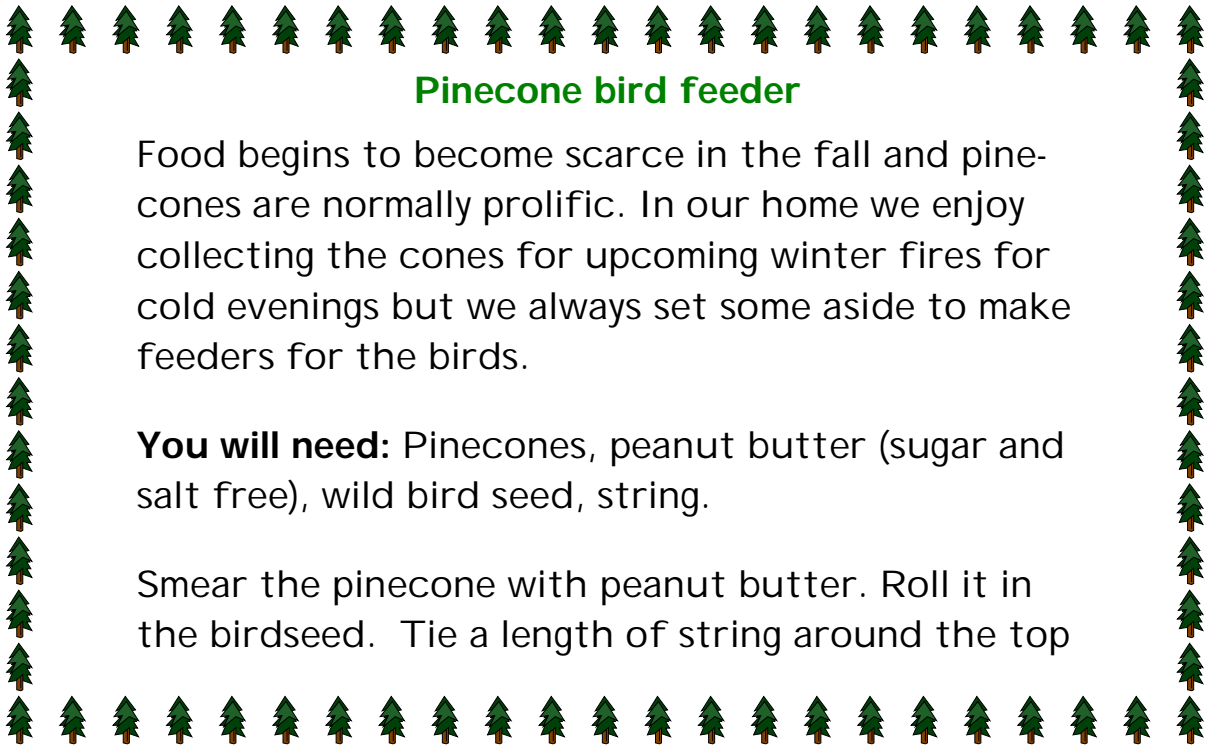 Pinecone bird feeder
Food begins to become scarce in the fall and pine-
cones are normally prolific. In our home we enjoy
collecting the cones for upcoming winter fires for
cold evenings but we always set some aside to make
feeders for the birds.
You will need: Pinecones, peanut butter (sugar and
salt free), wild bird seed, string.
Smear the pinecone with peanut butter. Roll it in
the birdseed.  Tie a length of string around the top